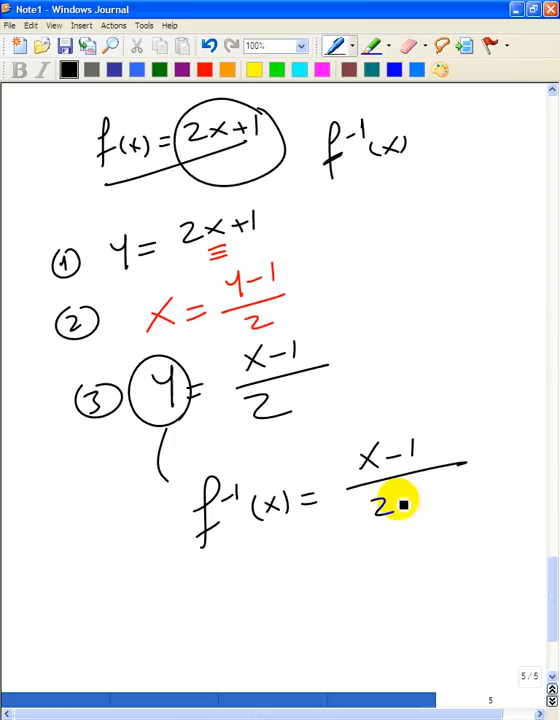 Note1 - Windows Journal
File Edit View Insert Actions Tools Help
100%
B I
f(x) = 2x+1 f⁻¹(x)
① y = 2x+1
② x = y-1/2
③ y = x-1/2
f⁻¹(x) = x-1/2
5/5
5